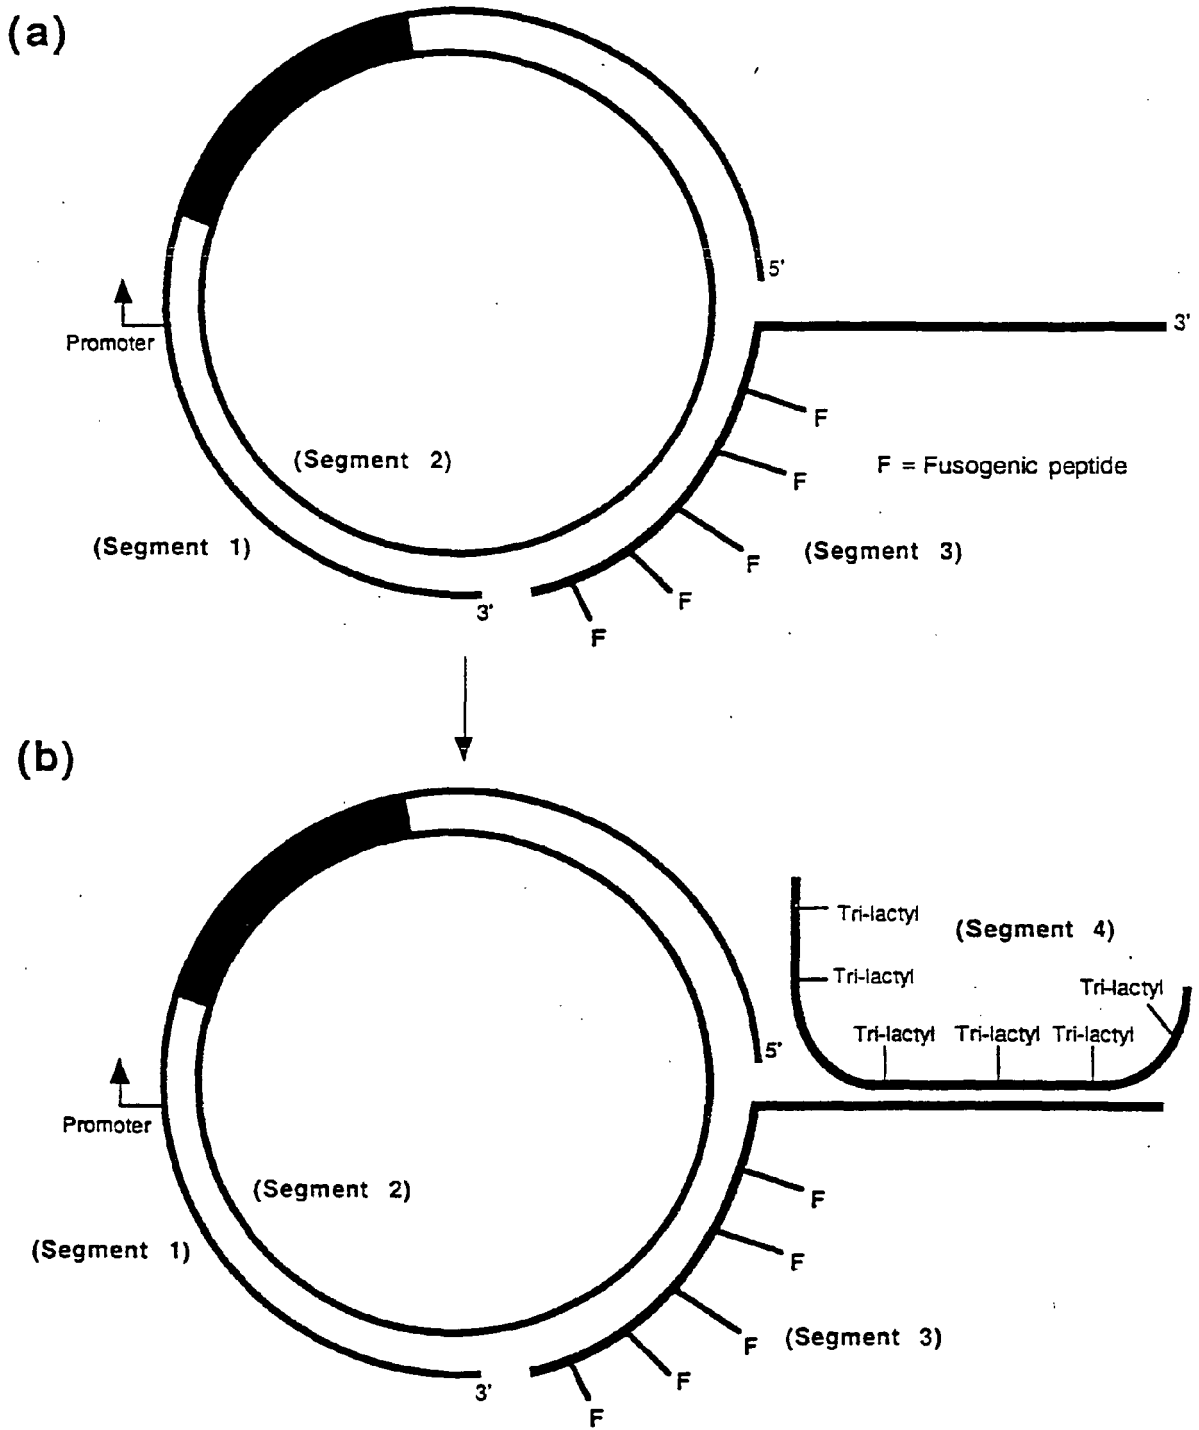 (a)
5'
3'
Promoter
F
(Segment 2)
F = Fusogenic peptide
F
(Segment 1)
F
(Segment 3)
F
3'
F
(b)
Tri-lactyl
(Segment 4)
Tri-lactyl
Tri-lactyl
Tri-lactyl Tri-lactyl Tri-lactyl
5'
Promoter
(Segment 2)
F
(Segment 1)
F
F
(Segment 3)
F
3'
F